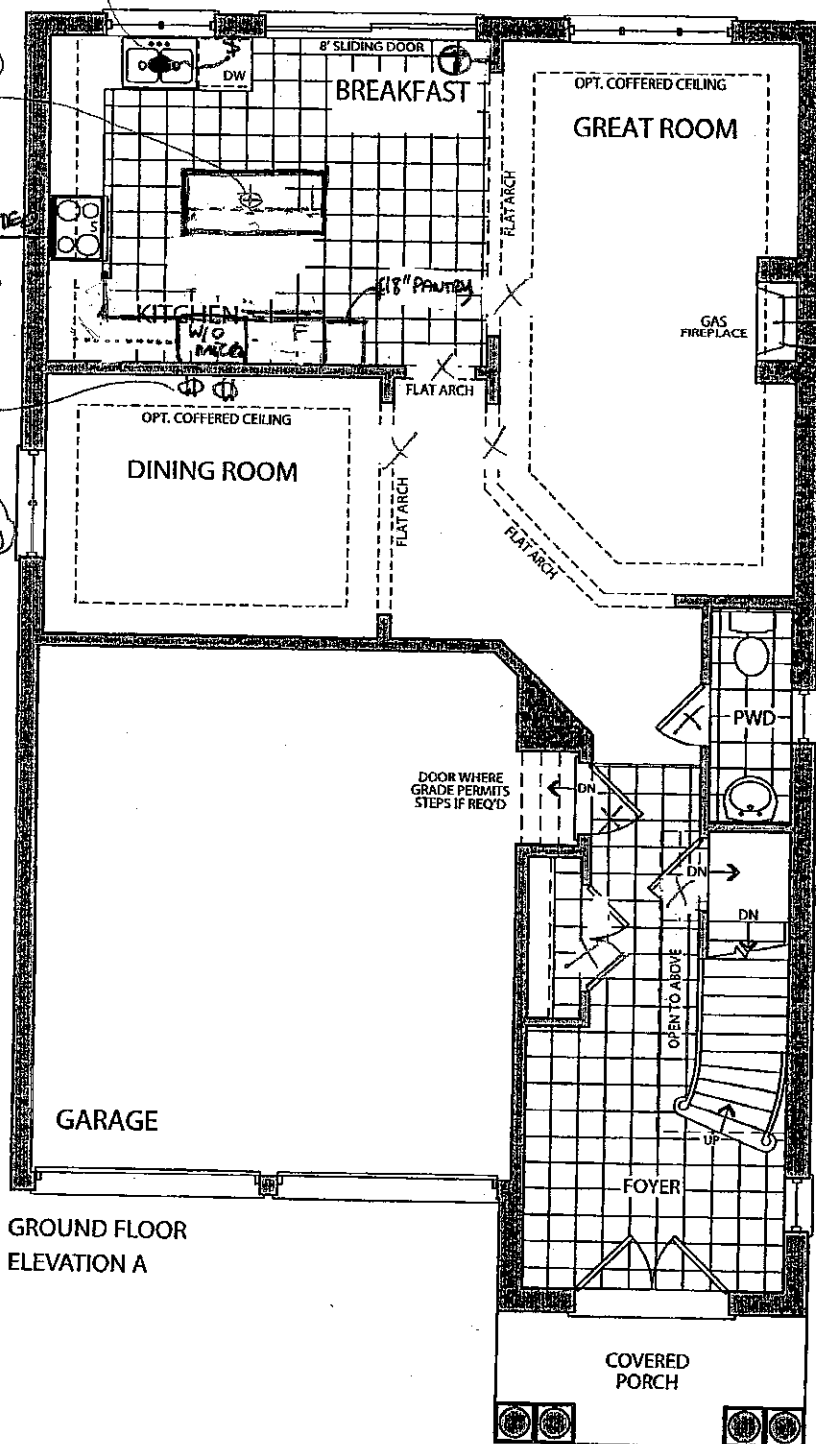 8' SLIDING DOOR
DW
BREAKFAST
OPT. COFFERED CEILING
GREAT ROOM
FLAT ARCH
S
18" PANTRY
KITCHEN
W/O
F
GAS
FIREPLACE
FLAT ARCH
OPT. COFFERED CEILING
DINING ROOM
FLAT ARCH
FLAT ARCH
PWD
DOOR WHERE
GRADE PERMITS
STEPS IF REQ'D
DN
DN
DN
OPEN TO ABOVE
UP
GARAGE
FOYER
GROUND FLOOR
ELEVATION A
COVERED
PORCH